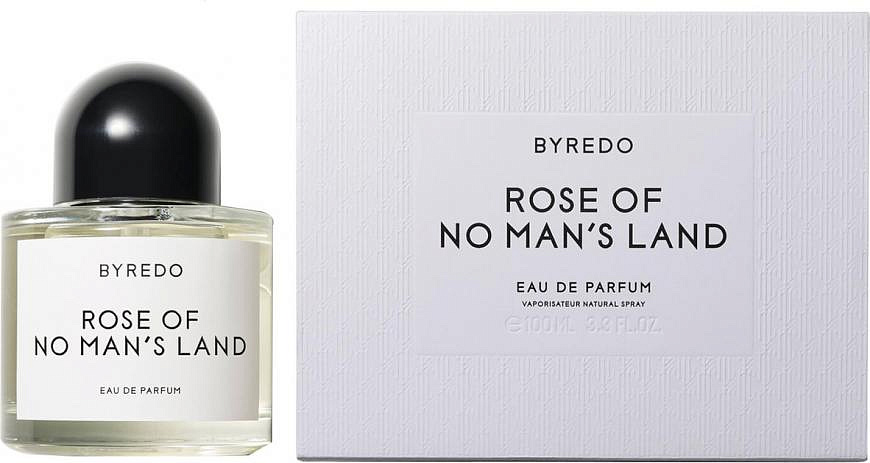 BYREDO
ROSE OF
NO MAN'S LAND
EAU DE PARFUM
BYREDO
ROSE OF
NO MAN'S LAND
EAU DE PARFUM
VAPORISATEUR NATURAL SPRAY
℮100ML 3.3 FL.OZ.